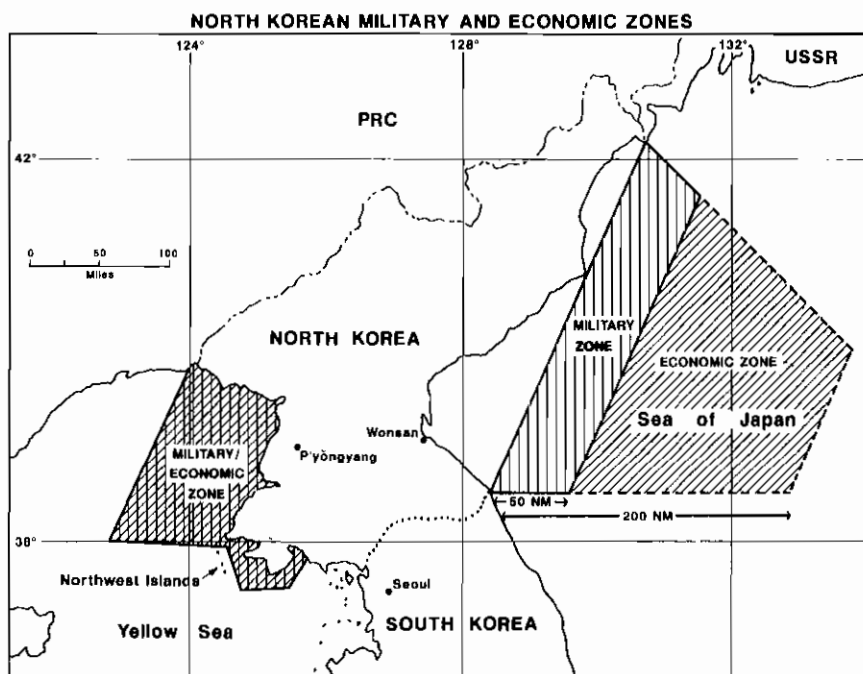 NORTH KOREAN MILITARY AND ECONOMIC ZONES
124°
128°
132°
USSR
PRC
42°
0 50 100
Miles
NORTH KOREA
MILITARY
ZONE
ECONOMIC ZONE
Sea of Japan
Wonsan
P'yŏngyang
MILITARY/
ECONOMIC
ZONE
50 NM
200 NM
38°
Northwest Islands
Seoul
Yellow Sea
SOUTH KOREA